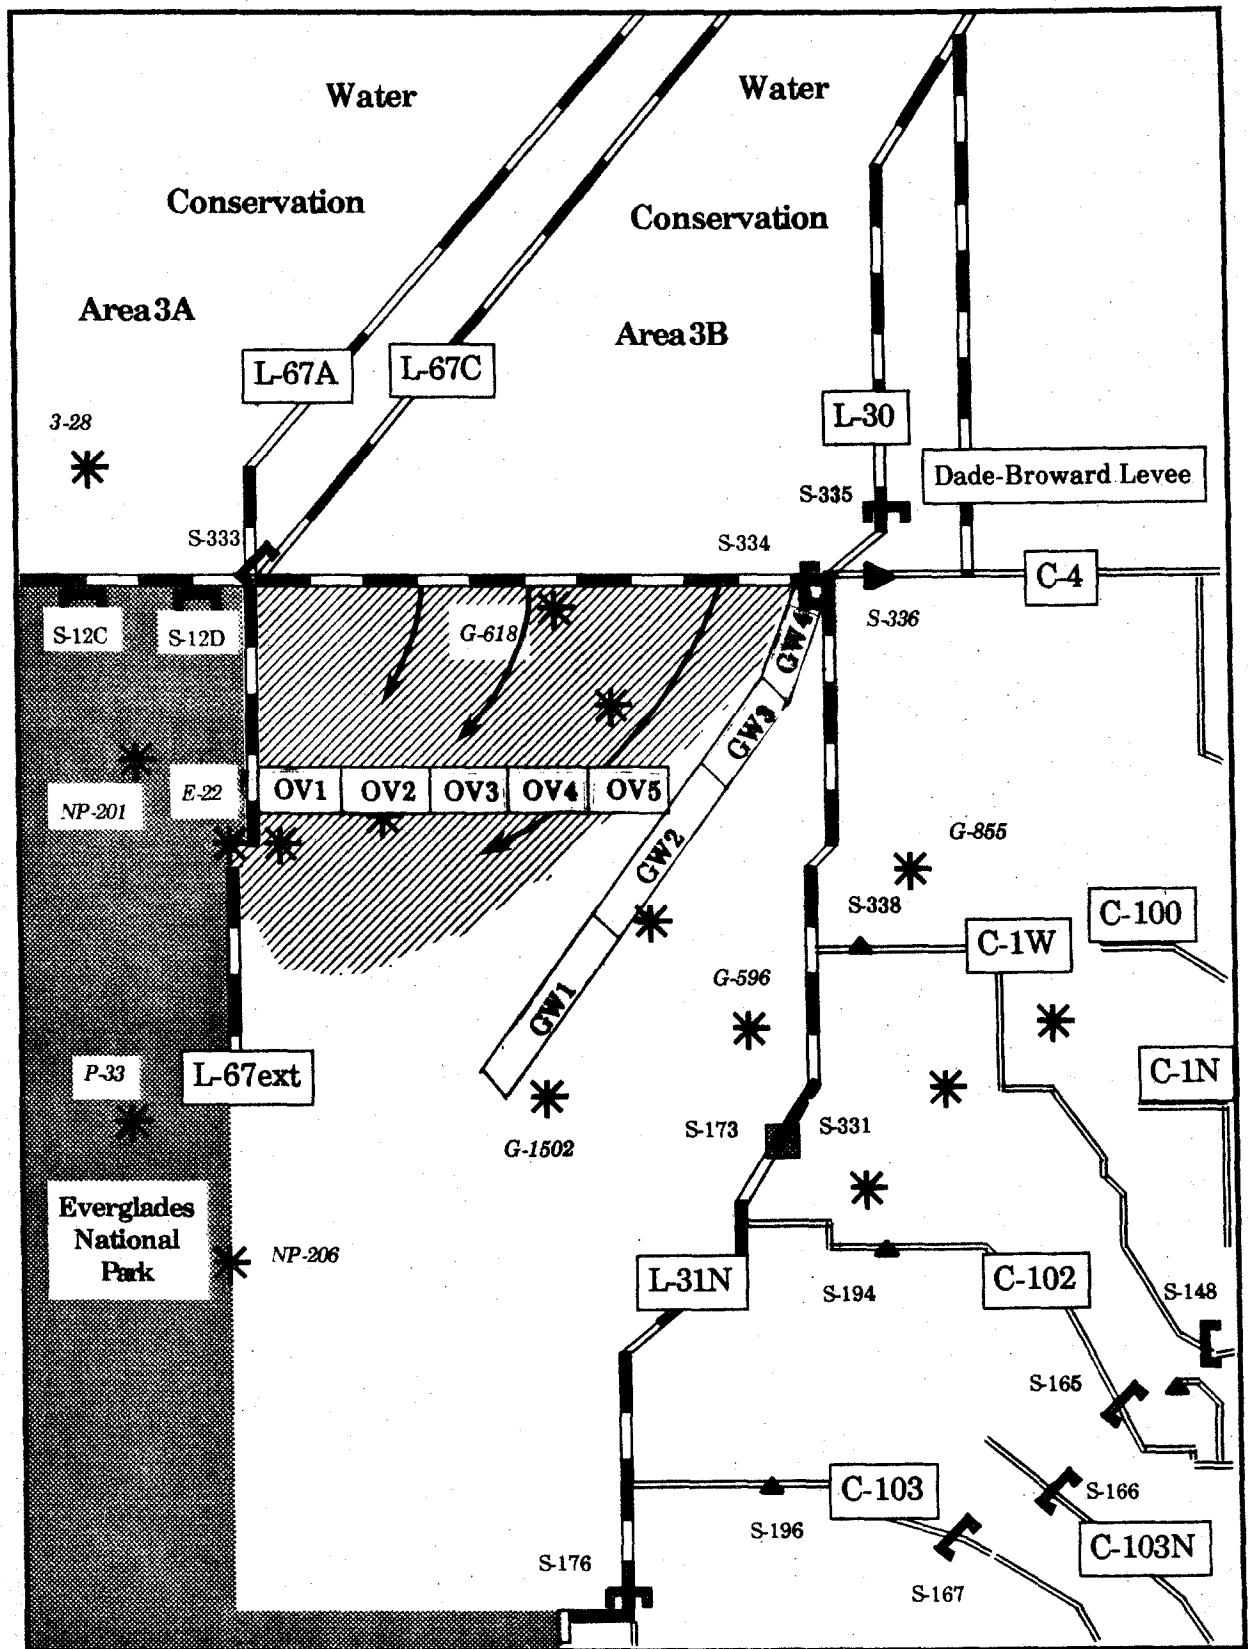 Water
Water
Conservation
Conservation
Area 3A
Area 3B
L-67A
L-67C
L-30
3-28
Dade-Broward Levee
S-335
S-333
S-334
C-4
S-12C
S-12D
G-618
S-336
GW4
GW3
NP-201
E-22
OV1
OV2
OV3
OV4
OV5
G-855
GW2
S-338
C-100
C-1W
G-596
GW1
P-33
L-67ext
C-1N
S-173
S-331
G-1502
Everglades
National
Park
NP-206
L-31N
S-194
C-102
S-148
S-165
C-103
S-166
S-196
C-103N
S-176
S-167